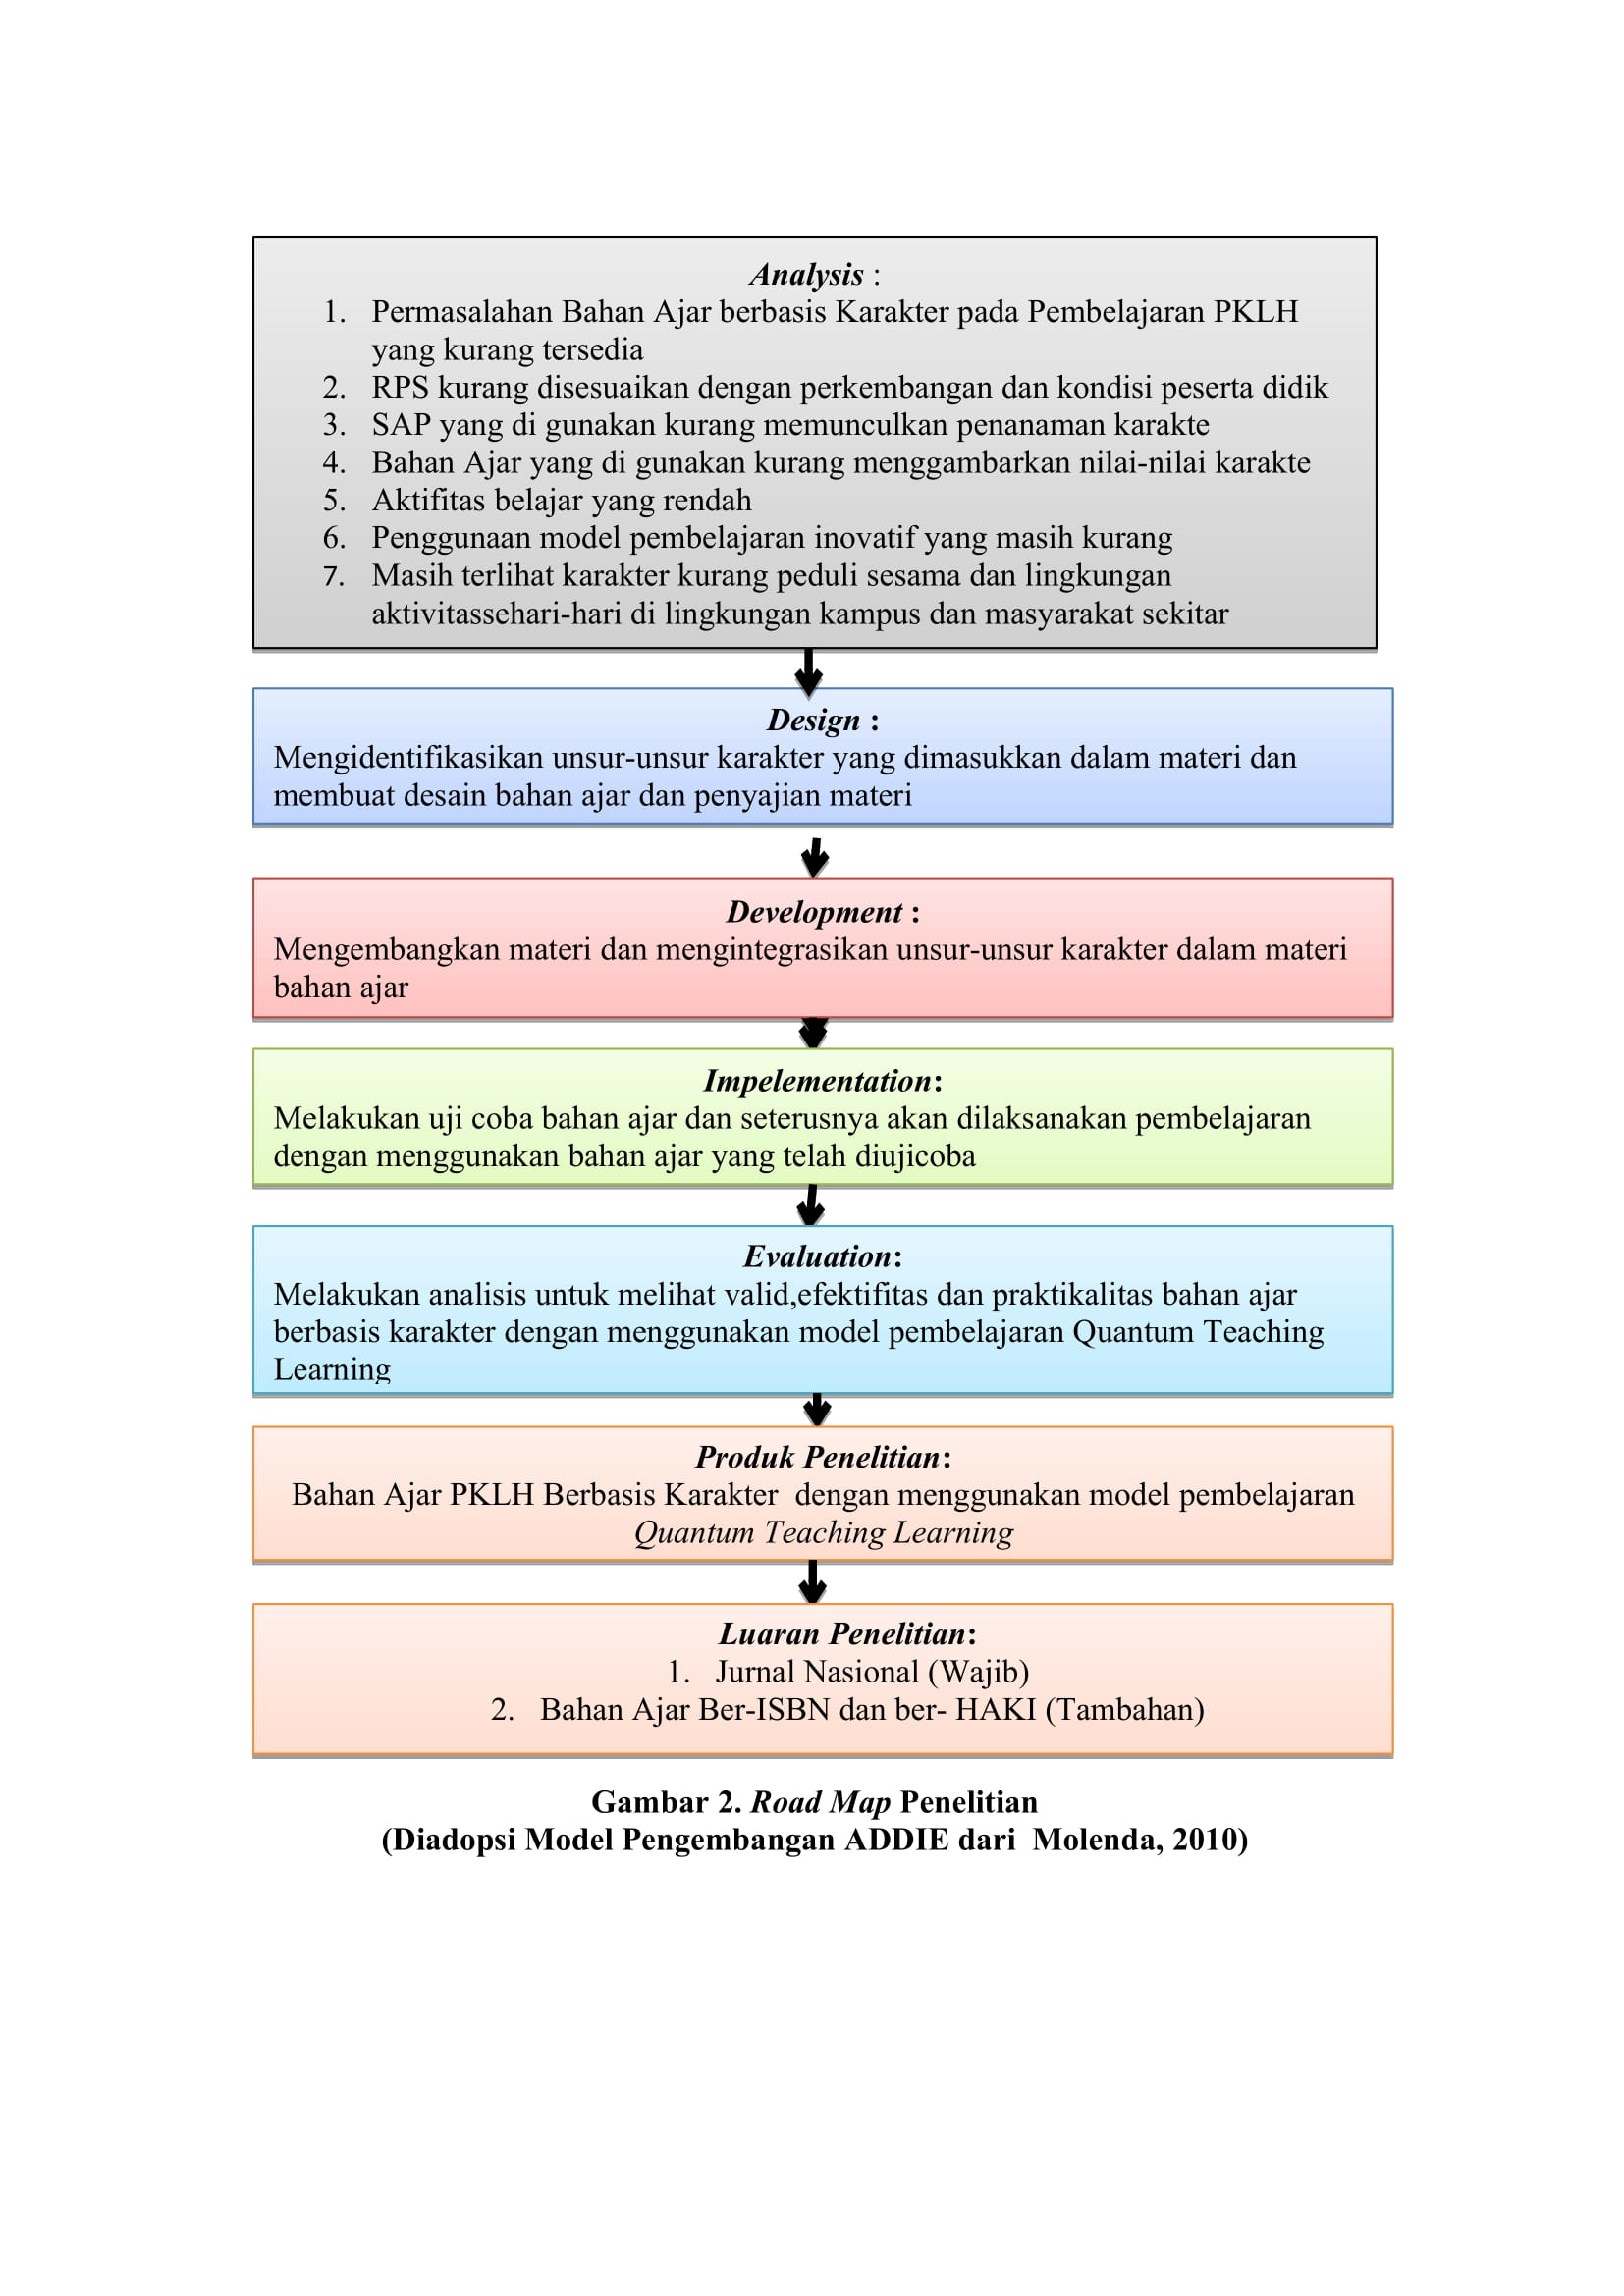 Analysis :
1. Permasalahan Bahan Ajar berbasis Karakter pada Pembelajaran PKLH
yang kurang tersedia
2. RPS kurang disesuaikan dengan perkembangan dan kondisi peserta didik
3. SAP yang di gunakan kurang memunculkan penanaman karakte
4. Bahan Ajar yang di gunakan kurang menggambarkan nilai-nilai karakte
5. Aktifitas belajar yang rendah
6. Penggunaan model pembelajaran inovatif yang masih kurang
7. Masih terlihat karakter kurang peduli sesama dan lingkungan
aktivitassehari-hari di lingkungan kampus dan masyarakat sekitar
Design :
Mengidentifikasikan unsur-unsur karakter yang dimasukkan dalam materi dan
membuat desain bahan ajar dan penyajian materi
Development :
Mengembangkan materi dan mengintegrasikan unsur-unsur karakter dalam materi
bahan ajar
Impelementation:
Melakukan uji coba bahan ajar dan seterusnya akan dilaksanakan pembelajaran
dengan menggunakan bahan ajar yang telah diujicoba
Evaluation:
Melakukan analisis untuk melihat valid,efektifitas dan praktikalitas bahan ajar
berbasis karakter dengan menggunakan model pembelajaran Quantum Teaching
Learning
Produk Penelitian:
Bahan Ajar PKLH Berbasis Karakter dengan menggunakan model pembelajaran
Quantum Teaching Learning
Luaran Penelitian:
1. Jurnal Nasional (Wajib)
2. Bahan Ajar Ber-ISBN dan ber- HAKI (Tambahan)
Gambar 2. Road Map Penelitian
(Diadopsi Model Pengembangan ADDIE dari Molenda, 2010)